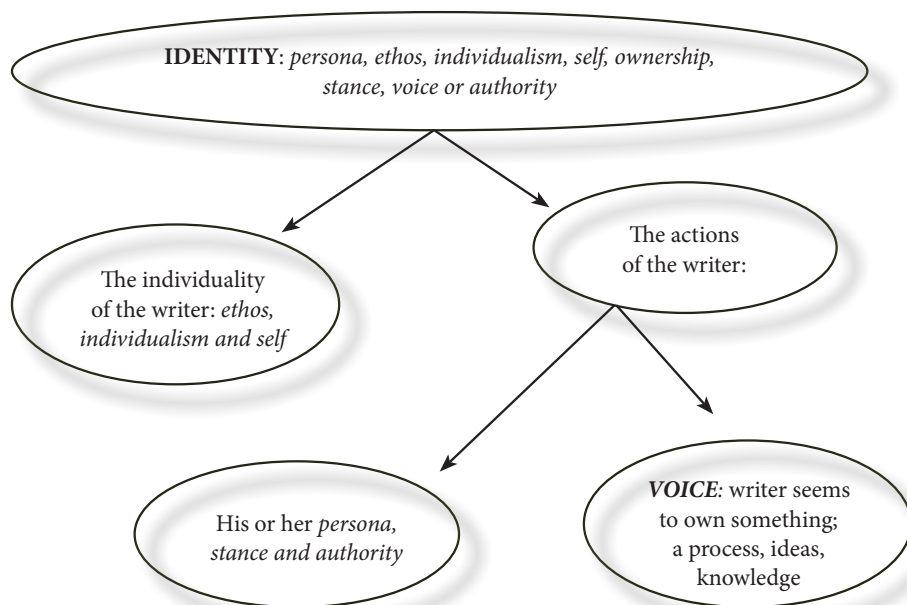 IDENTITY: persona, ethos, individualism, self, ownership,
stance, voice or authority
The individuality
of the writer: ethos,
individualism and self
The actions
of the writer:
His or her persona,
stance and authority
VOICE: writer seems
to own something;
a process, ideas,
knowledge